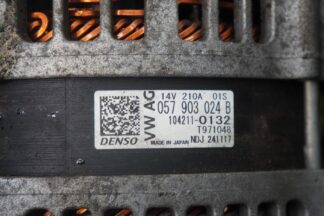 14V 210A 01S
VW AG
057 903 024 B
104211-0132
T971048
DENSO
MADE IN JAPAN
NDJ 241117